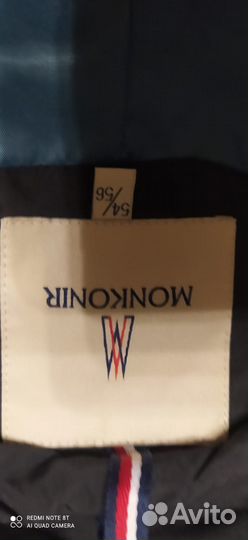 54/
56
MONKONIR
REDMI NOTE 8T
AI QUAD CAMERA
Avito